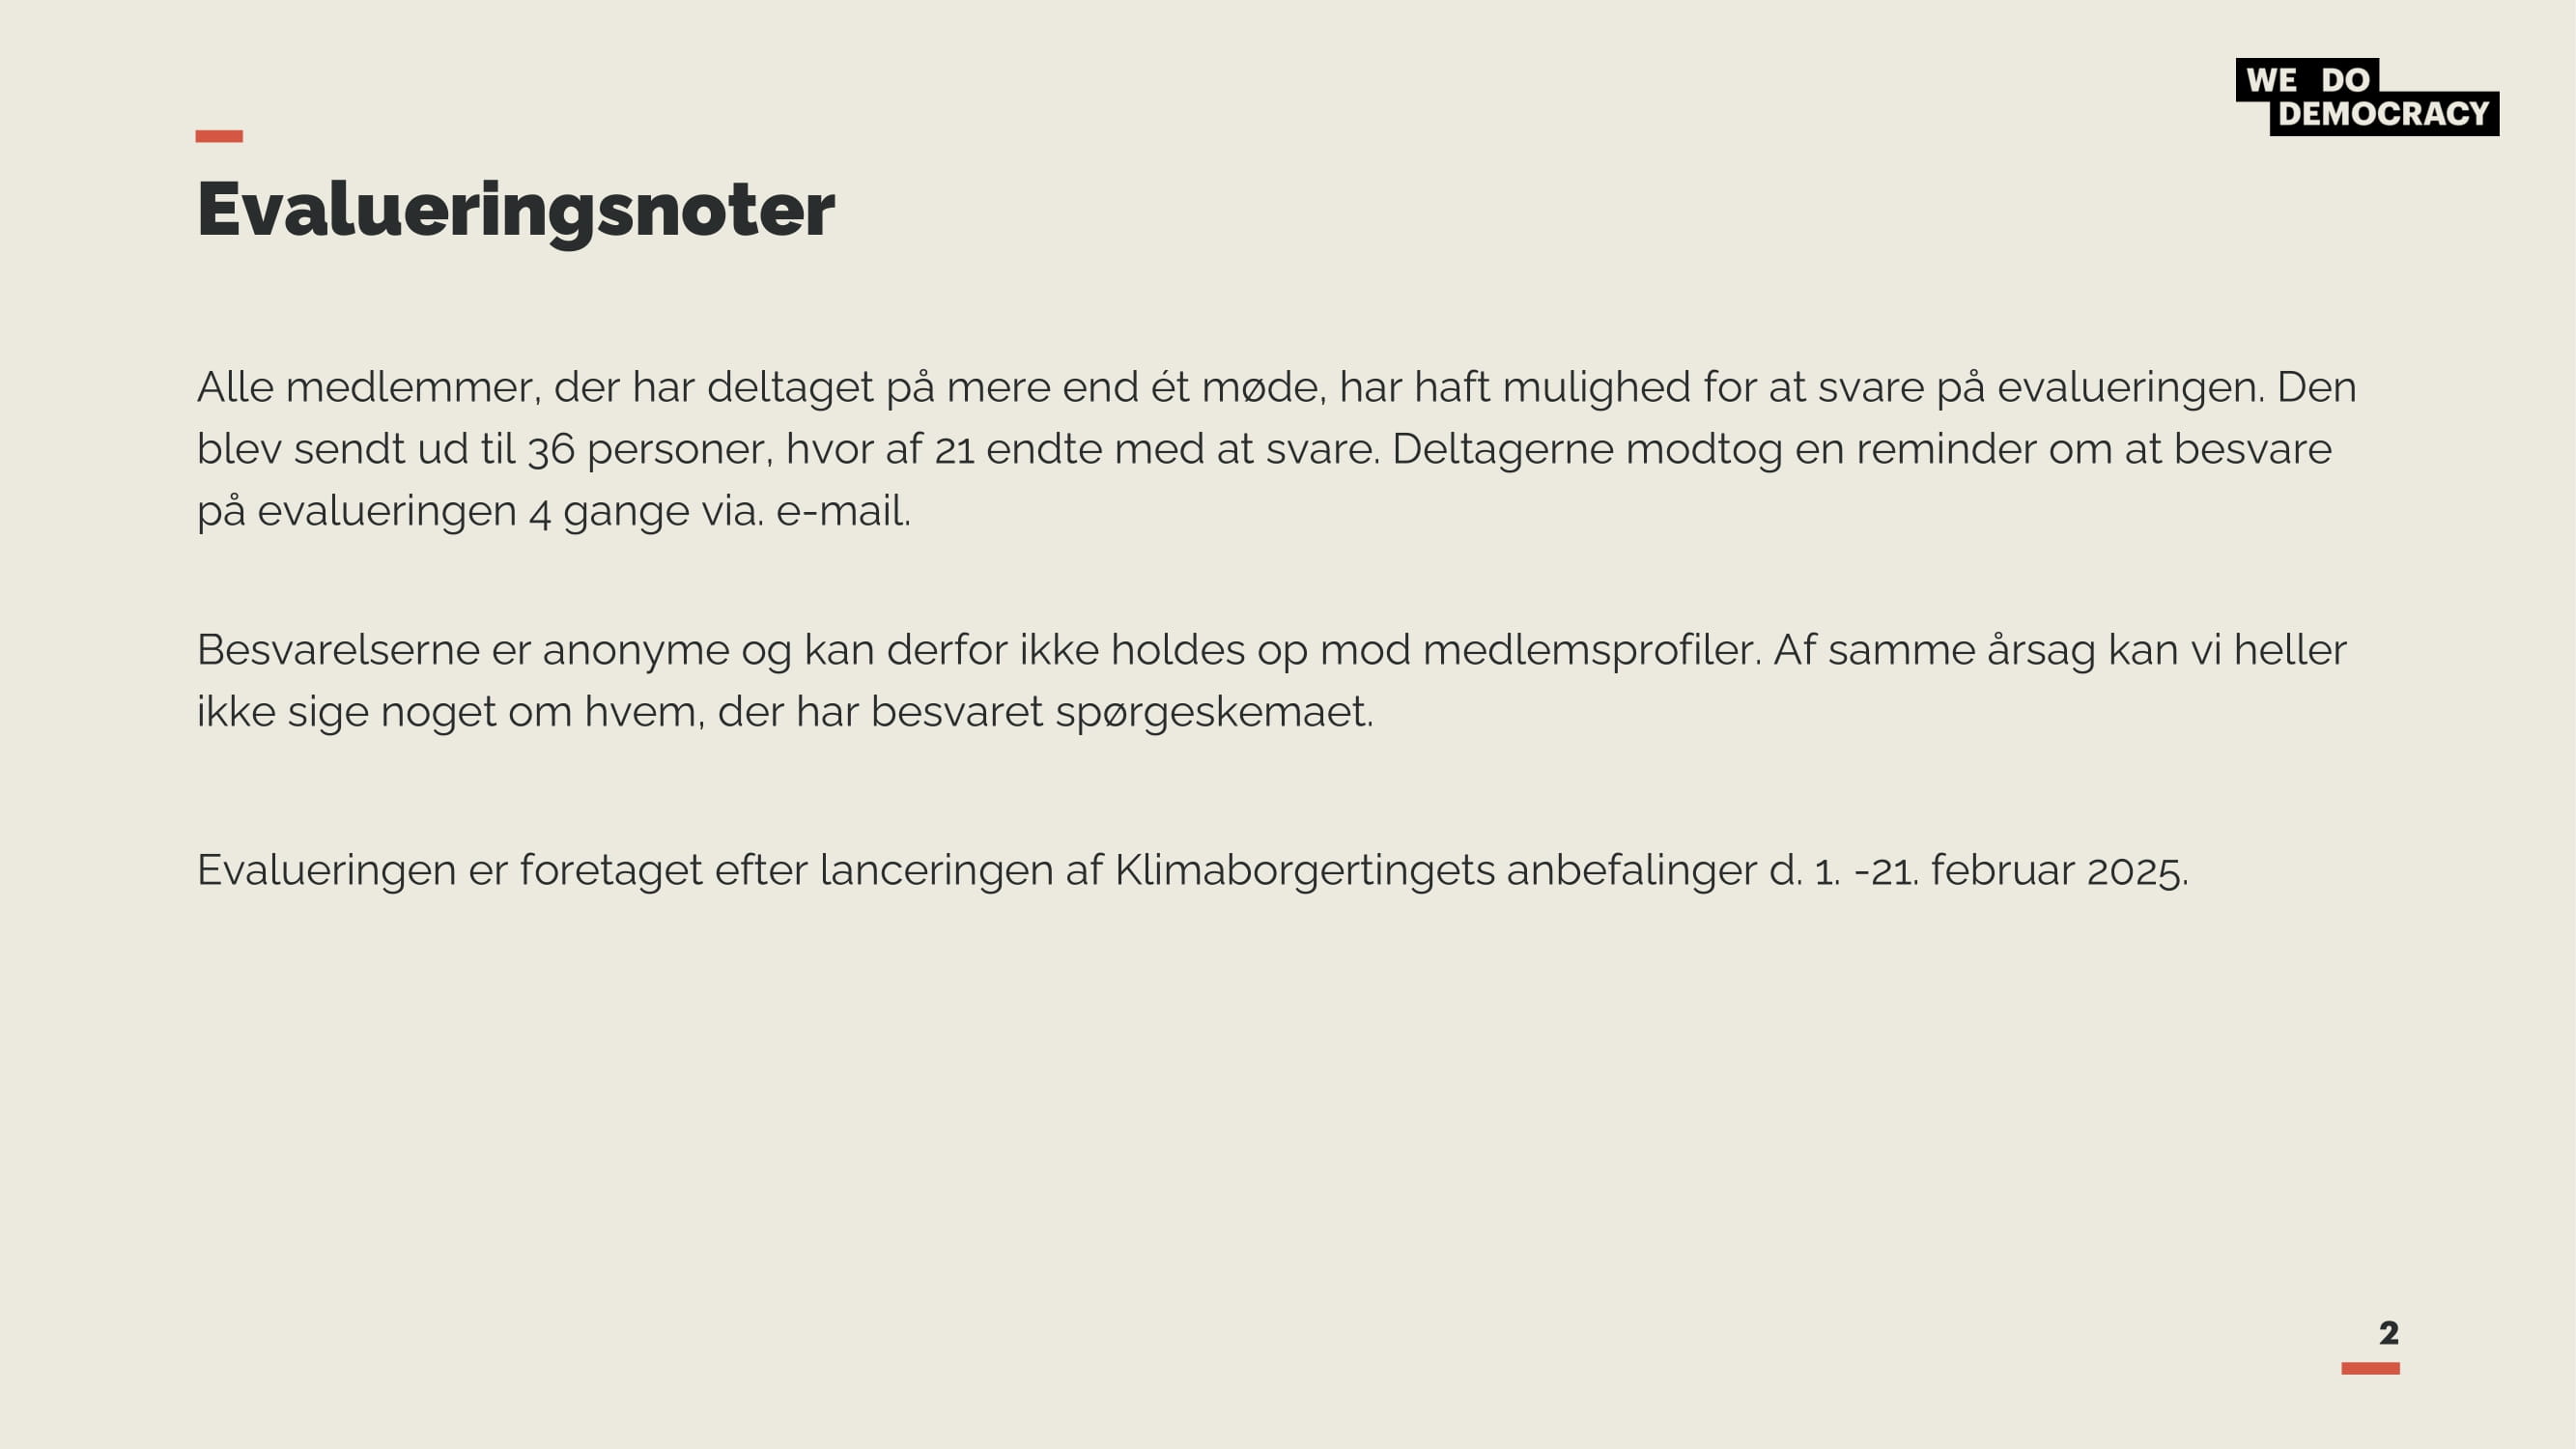 WE DO
DEMOCRACY
Evalueringsnoter
Alle medlemmer, der har deltaget på mere end ét møde, har haft mulighed for at svare på evalueringen. Den
blev sendt ud til 36 personer, hvor af 21 endte med at svare. Deltagerne modtog en reminder om at besvare
på evalueringen 4 gange via. e-mail.
Besvarelserne er anonyme og kan derfor ikke holdes op mod medlemsprofiler. Af samme årsag kan vi heller
ikke sige noget om hvem, der har besvaret spørgeskemaet.
Evalueringen er foretaget efter lanceringen af Klimaborgertingets anbefalinger d. 1. -21. februar 2025.
2